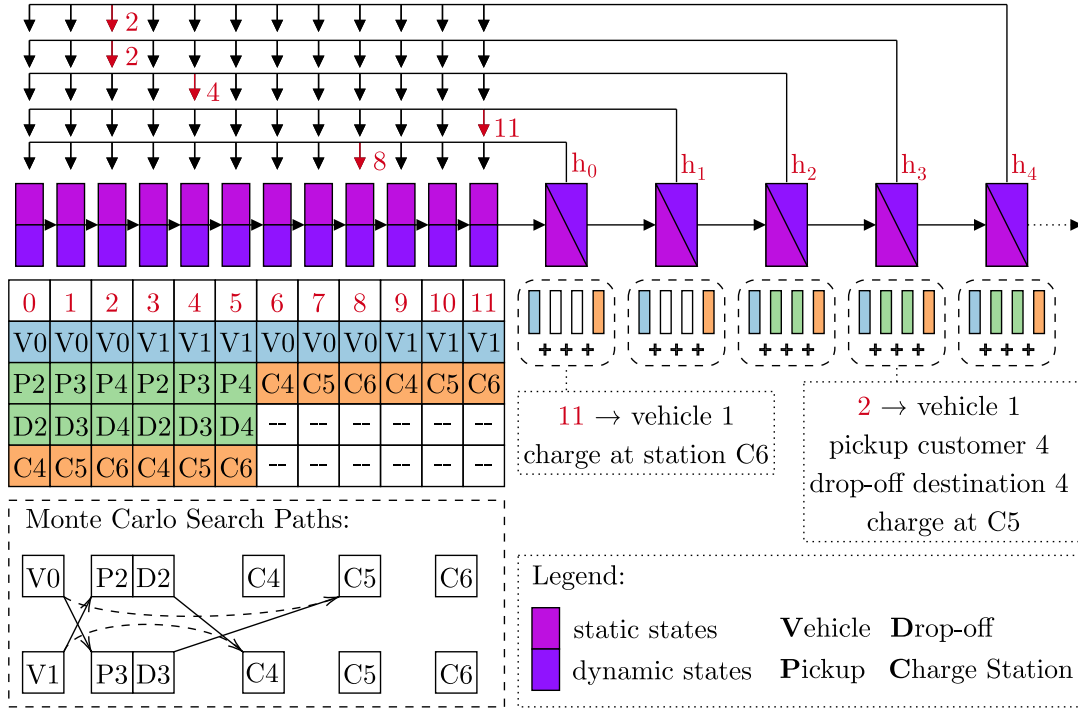 2
2
4
11
8
h0 h1 h2 h3 h4
0 1 2 3 4 5 6 7 8 9 10 11
V0 V0 V0 V1 V1 V1 V0 V0 V0 V1 V1 V1
P2 P3 P4 P2 P3 P4 C4 C5 C6 C4 C5 C6
D2 D3 D4 D2 D3 D4 -- -- -- -- -- --
C4 C5 C6 C4 C5 C6 -- -- -- -- -- --
+ + + + + + + + + + + + + + +
11 → vehicle 1
charge at station C6
2 → vehicle 1
pickup customer 4
drop-off destination 4
charge at C5
Monte Carlo Search Paths:
V0 P2 D2 C4 C5 C6
V1 P3 D3 C4 C5 C6
Legend:
static states Vehicle Drop-off
dynamic states Pickup Charge Station